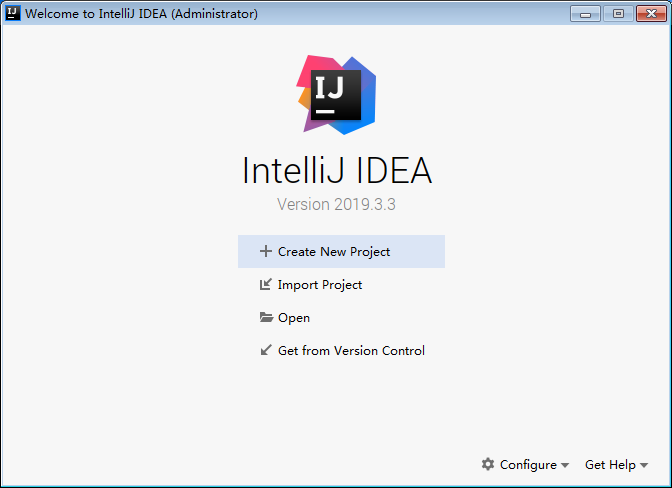 IJ
Welcome to IntelliJ IDEA (Administrator)
IJ
IntelliJ IDEA
Version 2019.3.3
Create New Project
Import Project
Open
Get from Version Control
Configure
Get Help